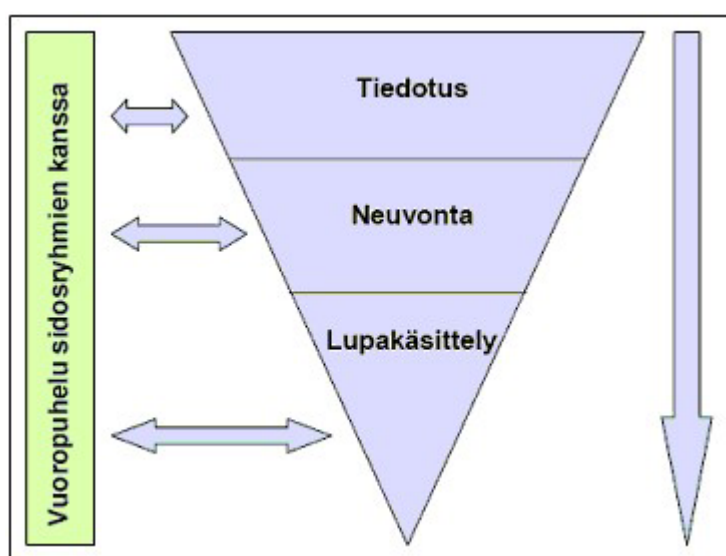 Vuoropuhelu sidosryhmien kanssa
Tiedotus
Neuvonta
Lupakäsittely